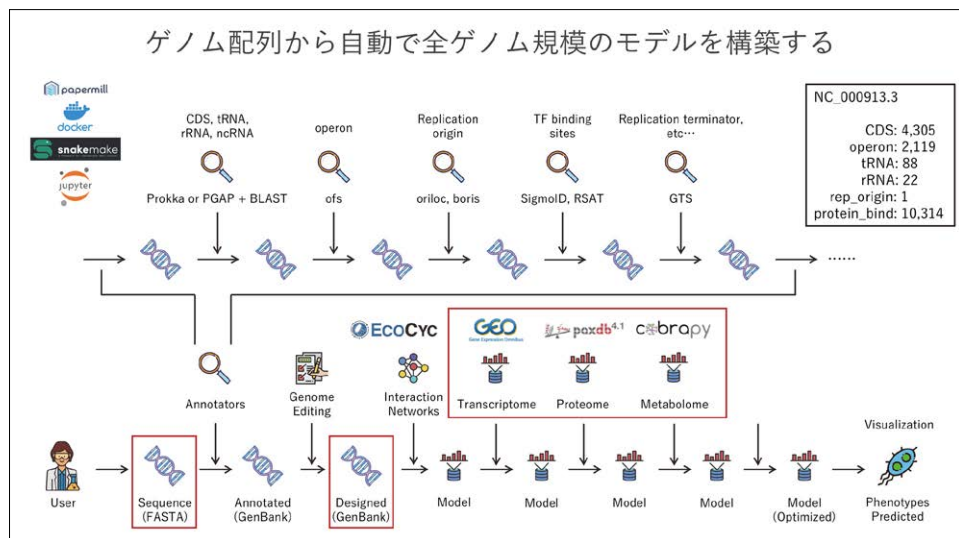 ゲノム配列から自動で全ゲノム規模のモデルを構築する
papermill
docker
snakemake
jupyter
CDS, tRNA,
rRNA, ncRNA
operon
Replication
origin
TF binding
sites
Replication terminator,
etc…
Prokka or PGAP + BLAST
ofs
oriloc, boris
SigmoID, RSAT
GTS
NC_000913.3
CDS: 4,305
operon: 2,119
tRNA: 88
rRNA: 22
rep_origin: 1
protein_bind: 10,314
……
EcoCyc
GEO
Gene Expression Omnibus
paxdb4.1
cobrapy
Annotators
Genome
Editing
Interaction
Networks
Transcriptome
Proteome
Metabolome
Visualization
User
Sequence
(FASTA)
Annotated
(GenBank)
Designed
(GenBank)
Model
Model
Model
Model
Model
(Optimized)
Phenotypes
Predicted